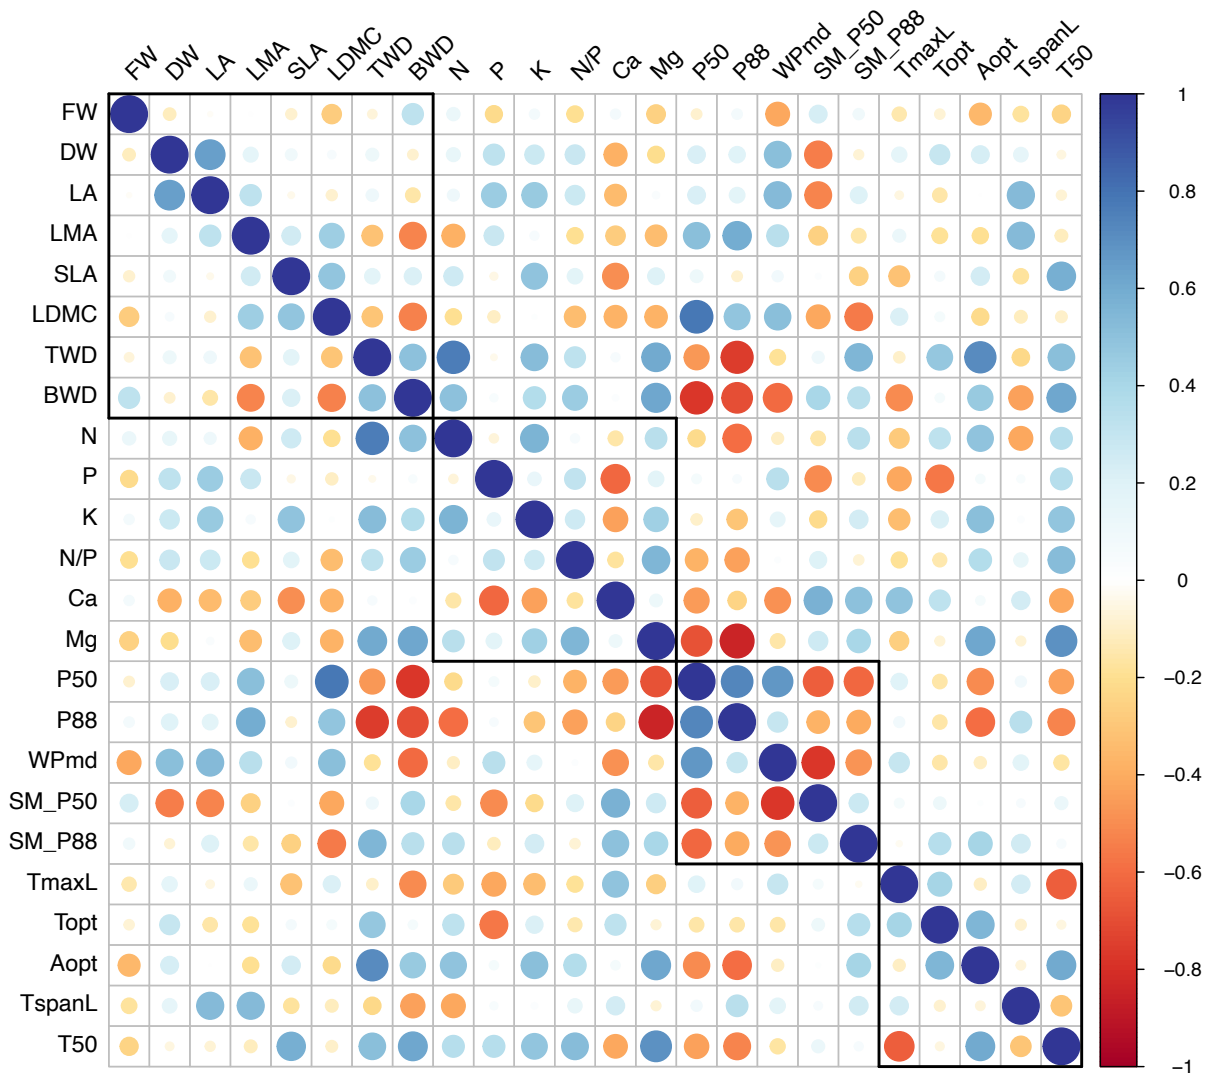 FW DW LA LMA SLA LDMC TWD BWD N P K N/P Ca Mg P50 P88 WPmd SM_P50 SM_P88 TmaxL Topt Aopt TspanL T50
FW
DW
LA
LMA
SLA
LDMC
TWD
BWD
N
P
K
N/P
Ca
Mg
P50
P88
WPmd
SM_P50
SM_P88
TmaxL
Topt
Aopt
TspanL
T50
1
0.8
0.6
0.4
0.2
0
−0.2
−0.4
−0.6
−0.8
−1